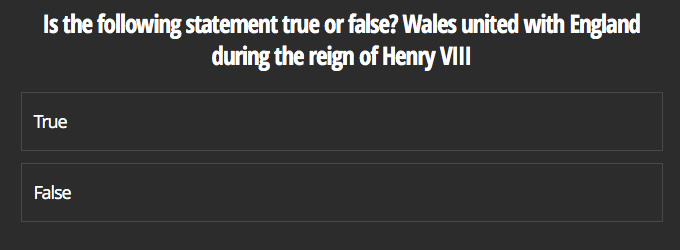 Is the following statement true or false? Wales united with England
during the reign of Henry VIII
True
False